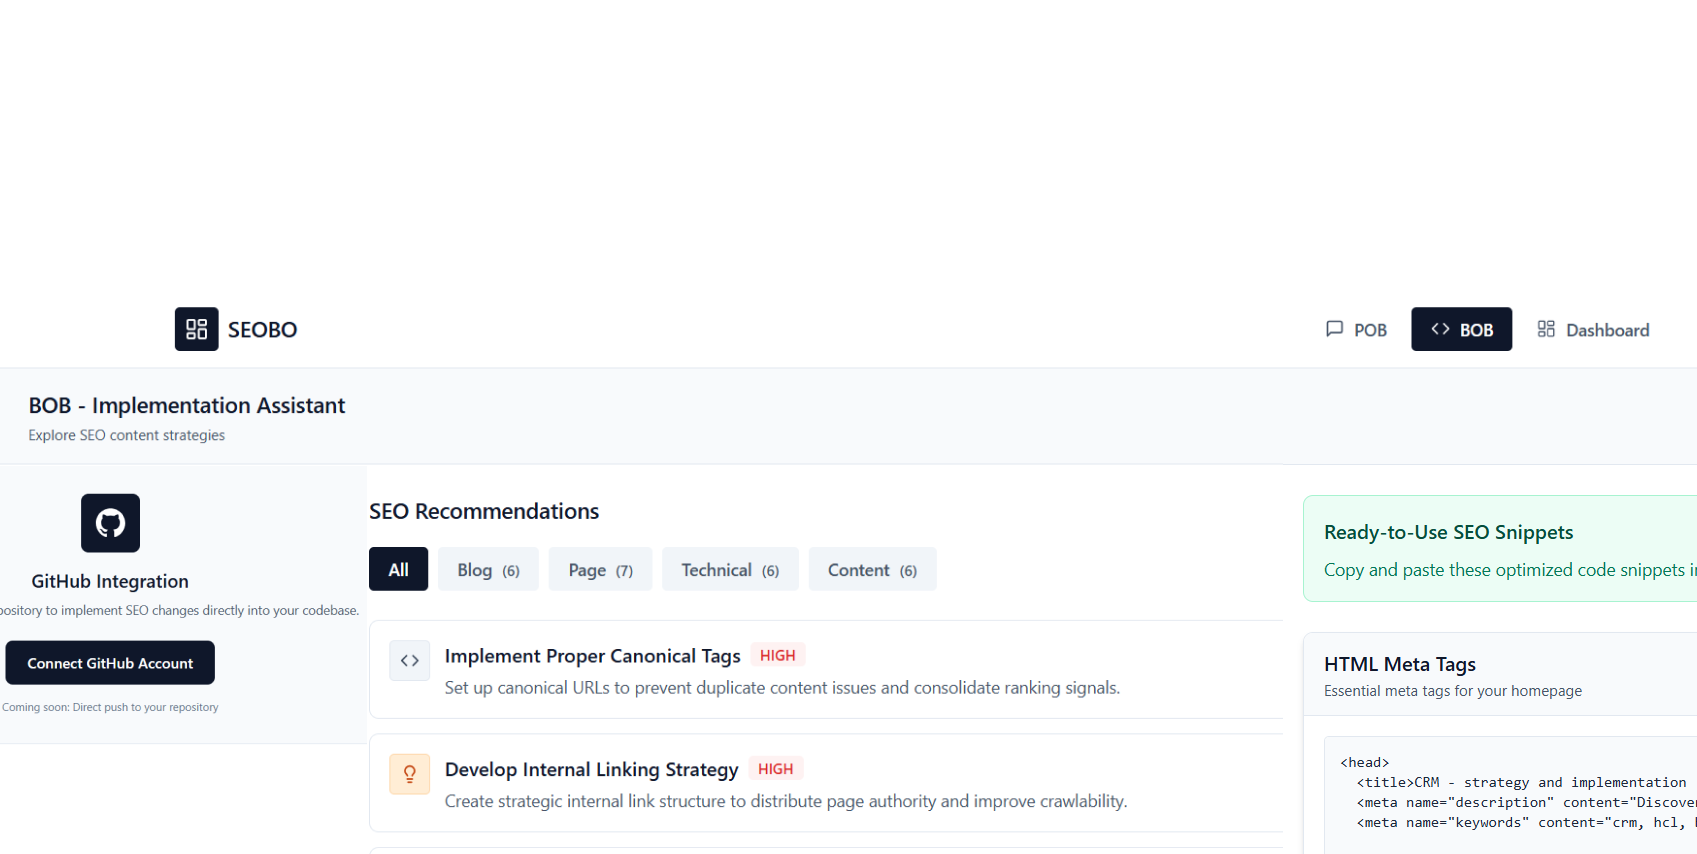 SEOBO
POB
BOB
Dashboard
BOB - Implementation Assistant
Explore SEO content strategies
GitHub Integration
to implement SEO changes directly into your codebase.
Connect GitHub Account
Coming soon: Direct push to your repository
SEO Recommendations
All
Blog (6)
Page (7)
Technical (6)
Content (6)
Implement Proper Canonical Tags HIGH
Set up canonical URLs to prevent duplicate content issues and consolidate ranking signals.
Develop Internal Linking Strategy HIGH
Create strategic internal link structure to distribute page authority and improve crawlability.
Ready-to-Use SEO Snippets
Copy and paste these optimized code snippets
HTML Meta Tags
Essential meta tags for your homepage
<head>
<title>CRM - strategy and implementation
<meta name="description" content="Discover
<meta name="keywords" content="crm, hcl,